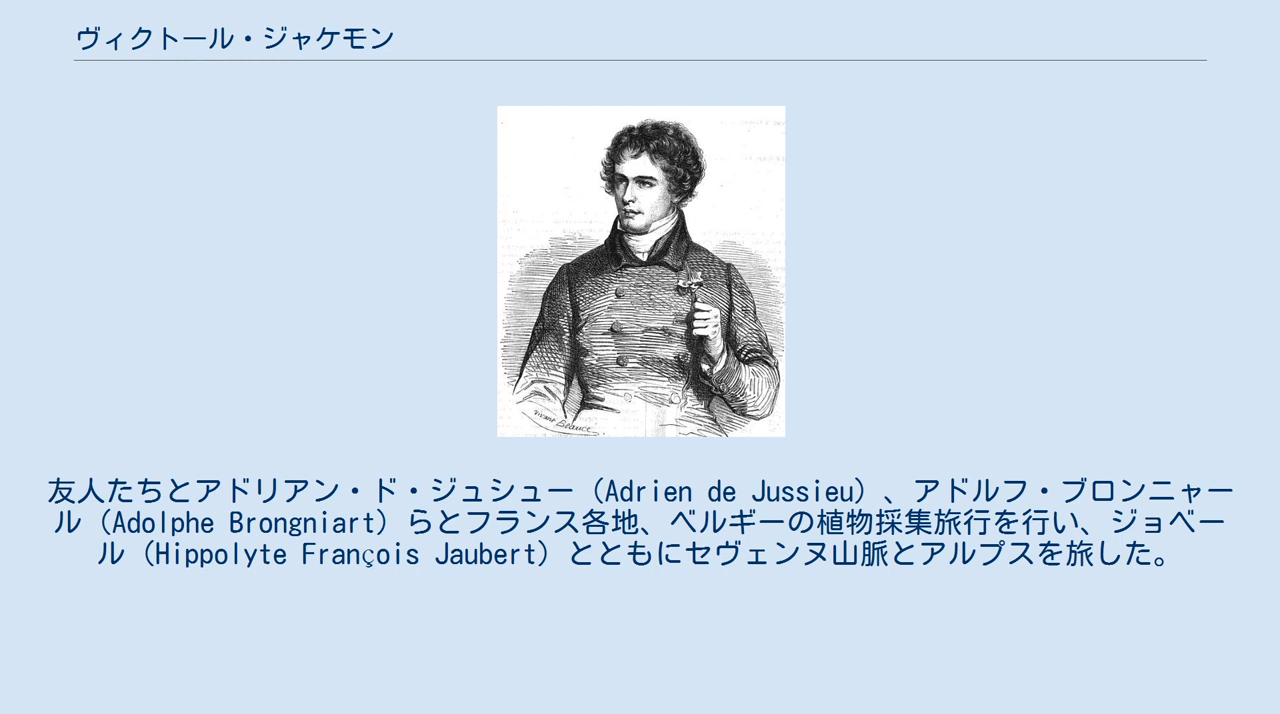 ヴィクトール・ジャケモン
友人たちとアドリアン・ド・ジュシュー（Adrien de Jussieu）、アドルフ・ブロンニャー
ル（Adolphe Brongniart）らとフランス各地、ベルギーの植物採集旅行を行い、ジョベー
ル（Hippolyte François Jaubert）とともにセヴェンヌ山脈とアルプスを旅した。